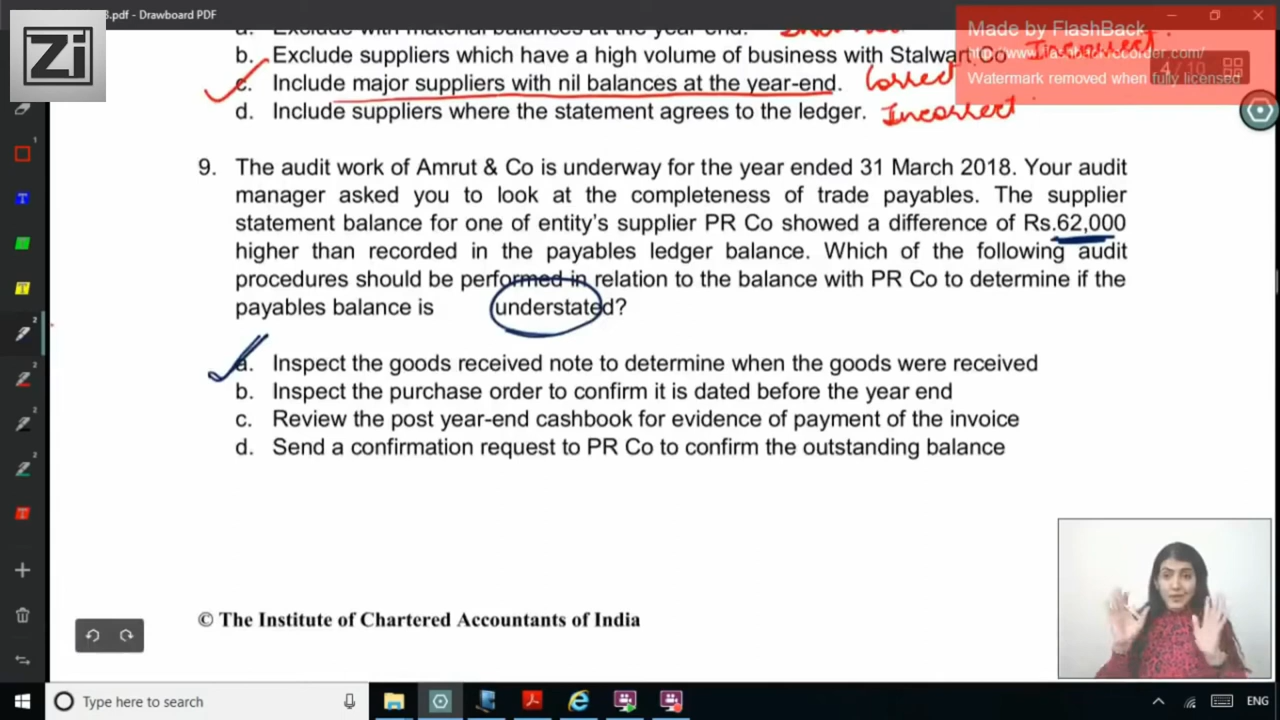 8.pdf - Drawboard PDF
Made by FlashBack
Zi
b. Exclude suppliers which have a high volume of business with Stalwart Co Incorrect
http://www.flashbackrecorder.com/
4 / 10
c. Include major suppliers with nil balances at the year-end. Correct
Watermark removed when fully licensed
d. Include suppliers where the statement agrees to the ledger. Incorrect
9. The audit work of Amrut & Co is underway for the year ended 31 March 2018. Your audit
manager asked you to look at the completeness of trade payables. The supplier
statement balance for one of entity's supplier PR Co showed a difference of Rs.62,000
higher than recorded in the payables ledger balance. Which of the following audit
procedures should be performed in relation to the balance with PR Co to determine if the
payables balance is understated?
a. Inspect the goods received note to determine when the goods were received
b. Inspect the purchase order to confirm it is dated before the year end
c. Review the post year-end cashbook for evidence of payment of the invoice
d. Send a confirmation request to PR Co to confirm the outstanding balance
© The Institute of Chartered Accountants of India
Type here to search
ENG